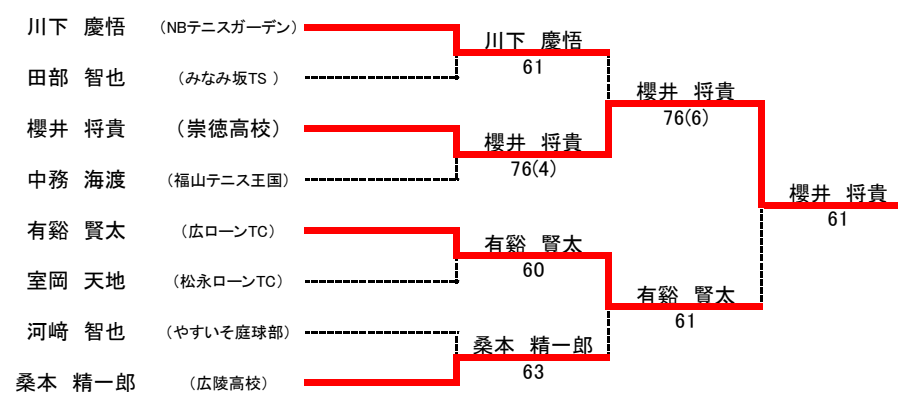 川下　慶悟　（NBテニスガーデン）
川下　慶悟
61
田部　智也　（みなみ坂TS ）
櫻井　将貴
76(6)
櫻井　将貴　（崇徳高校）
櫻井　将貴
76(4)
中務　海渡　（福山テニス王国）
櫻井　将貴
61
有谿　賢太　（広ローンTC）
有谿　賢太
60
室岡　天地　（松永ローンTC）
有谿　賢太
61
河﨑　智也　（やすいそ庭球部）
桑本　精一郎
63
桑本　精一郎　（広陵高校）